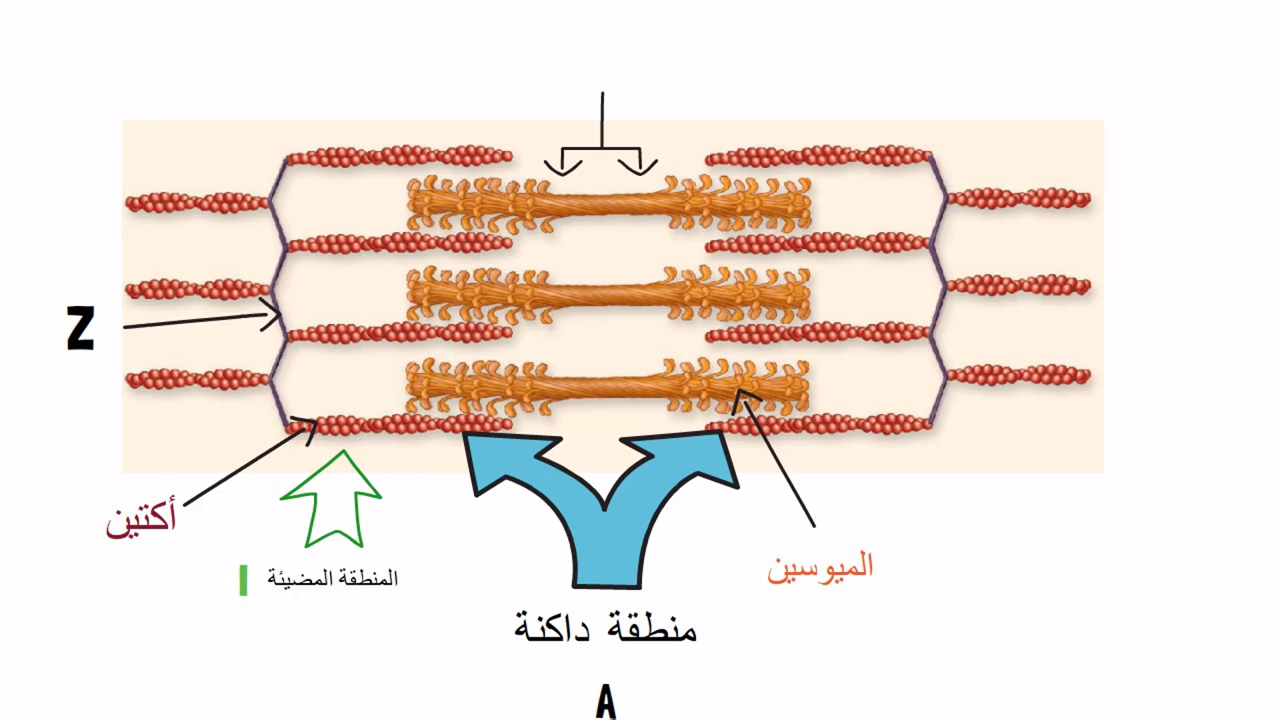 Z
أكتين
الميوسين
المنطقة المضيئة I
منطقة داكنة
A